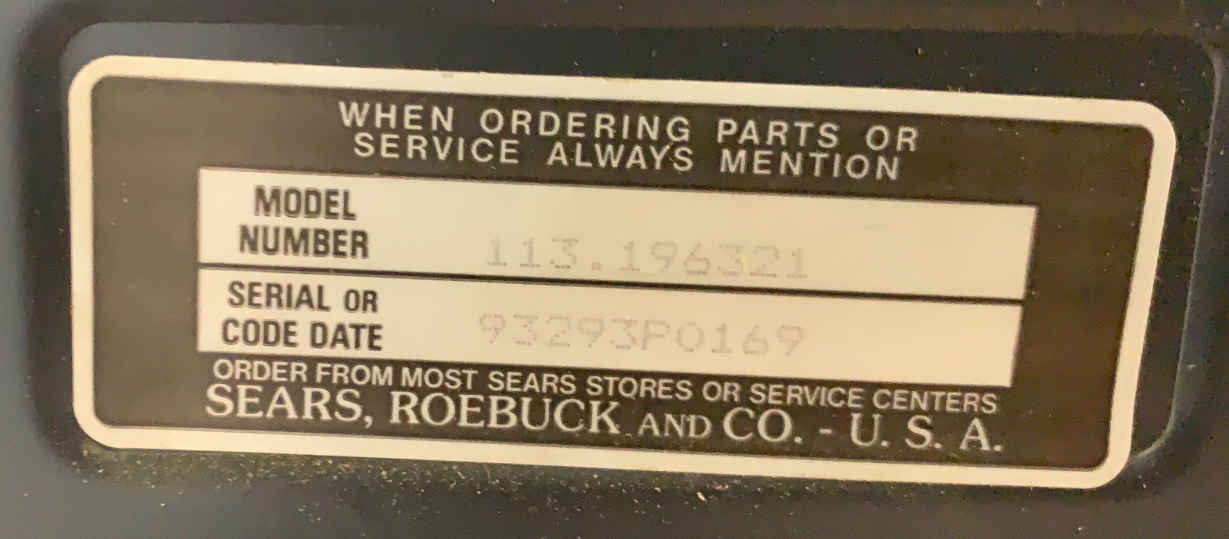 WHEN ORDERING PARTS OR
SERVICE ALWAYS MENTION
MODEL
NUMBER 113.196321
SERIAL OR
CODE DATE 93293P0169
ORDER FROM MOST SEARS STORES OR SERVICE CENTERS
SEARS, ROEBUCK AND CO. - U. S. A.